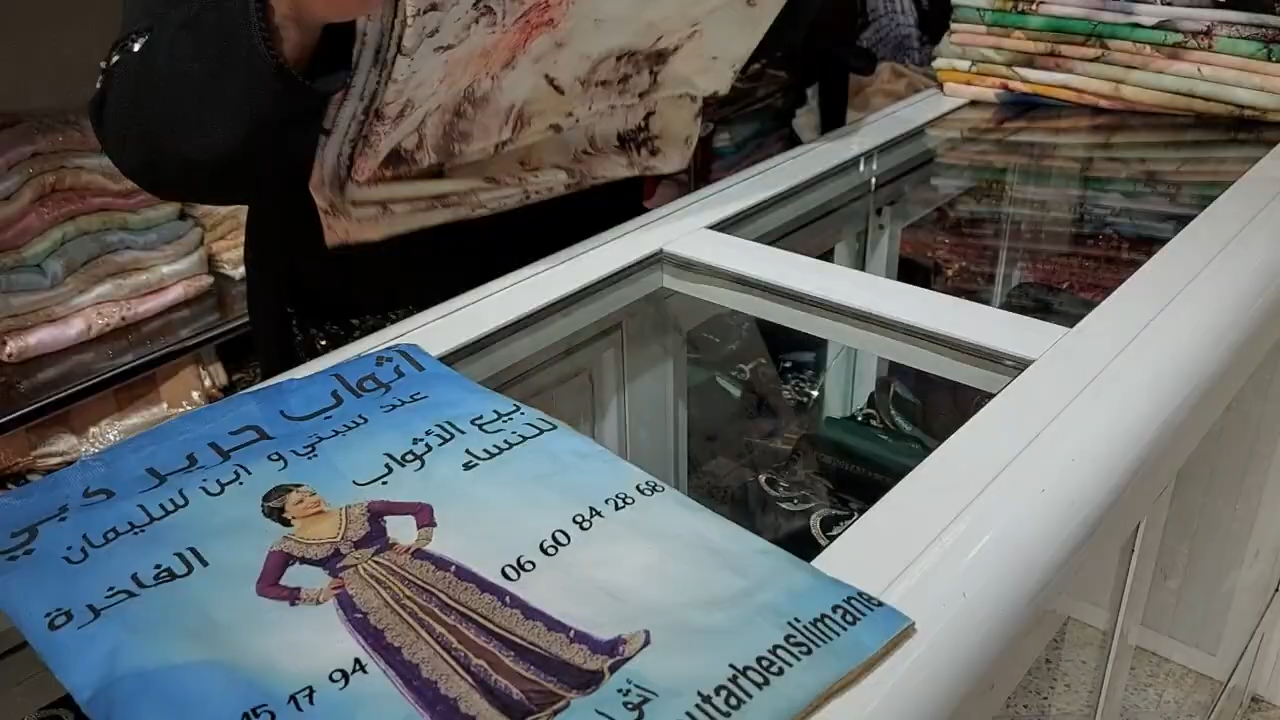 أثواب حرير دبي
عند سبتي و ابن سليمان
بيع الأثواب الفاخرة
للنساء
06 60 84 28 68
45 17 94
utarbenslimane